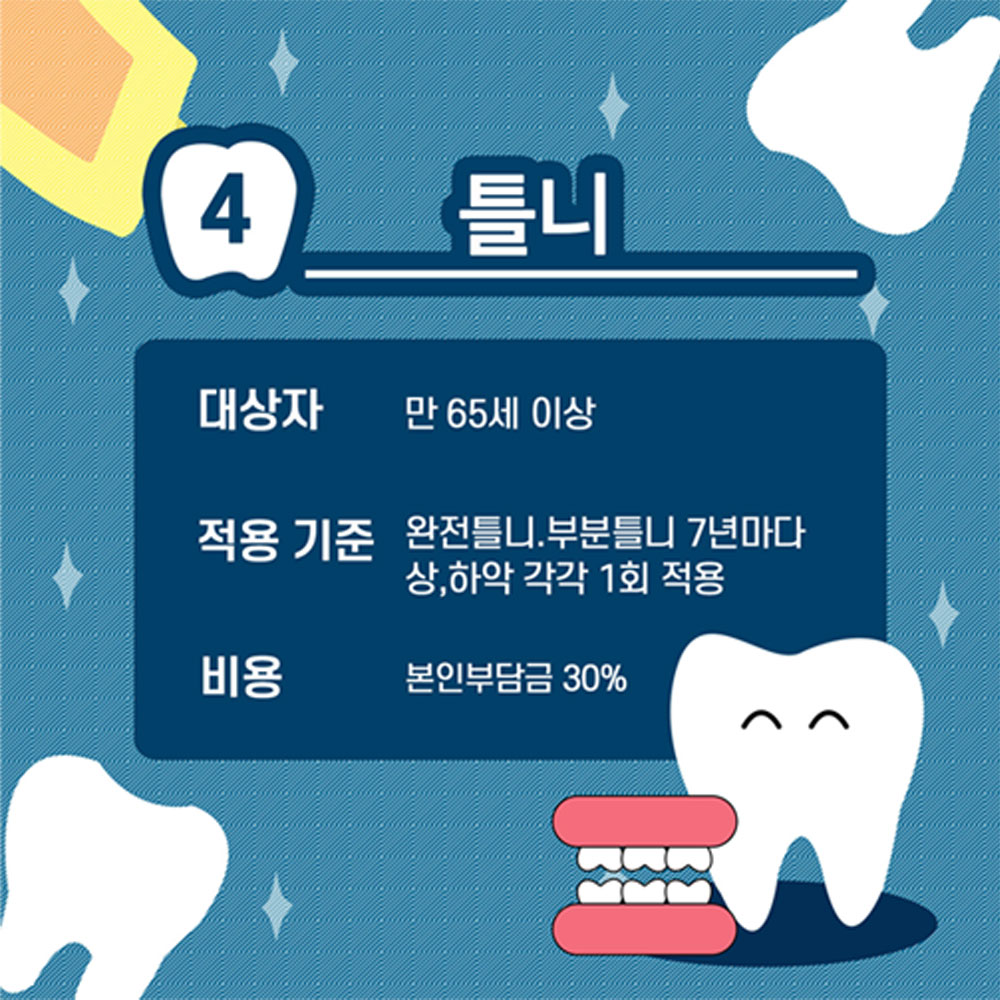 4
틀니
대상자 만 65세 이상
적용 기준 완전틀니.부분틀니 7년마다
상,하악 각각 1회 적용
비용 본인부담금 30%